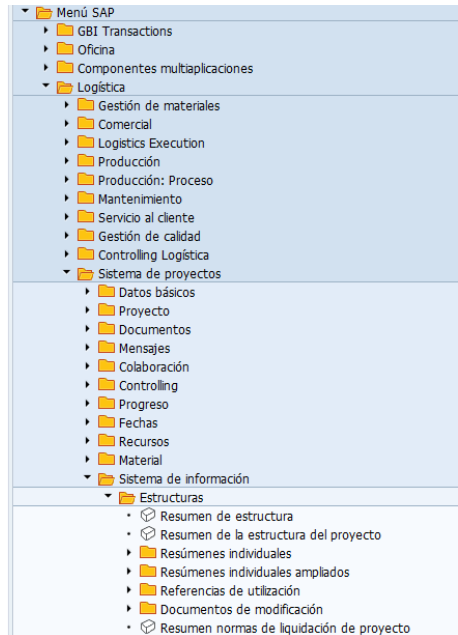 Menú SAP
GBI Transactions
Oficina
Componentes multiaplicaciones
Logística
Gestión de materiales
Comercial
Logistics Execution
Producción
Producción: Proceso
Mantenimiento
Servicio al cliente
Gestión de calidad
Controlling Logística
Sistema de proyectos
Datos básicos
Proyecto
Documentos
Mensajes
Colaboración
Controlling
Progreso
Fechas
Recursos
Material
Sistema de información
Estructuras
Resumen de estructura
Resumen de la estructura del proyecto
Resúmenes individuales
Resúmenes individuales ampliados
Referencias de utilización
Documentos de modificación
Resumen normas de liquidación de proyecto